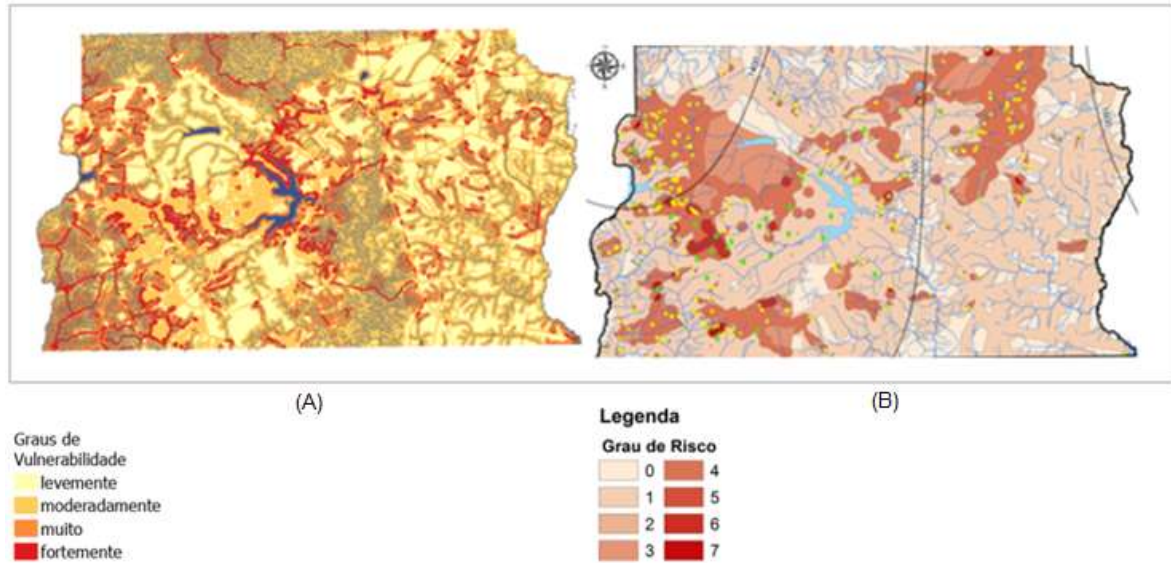 (A)
(B)
Graus de
Vulnerabilidade
levemente
moderadamente
muito
fortemente
Legenda
Grau de Risco
0 4
1 5
2 6
3 7